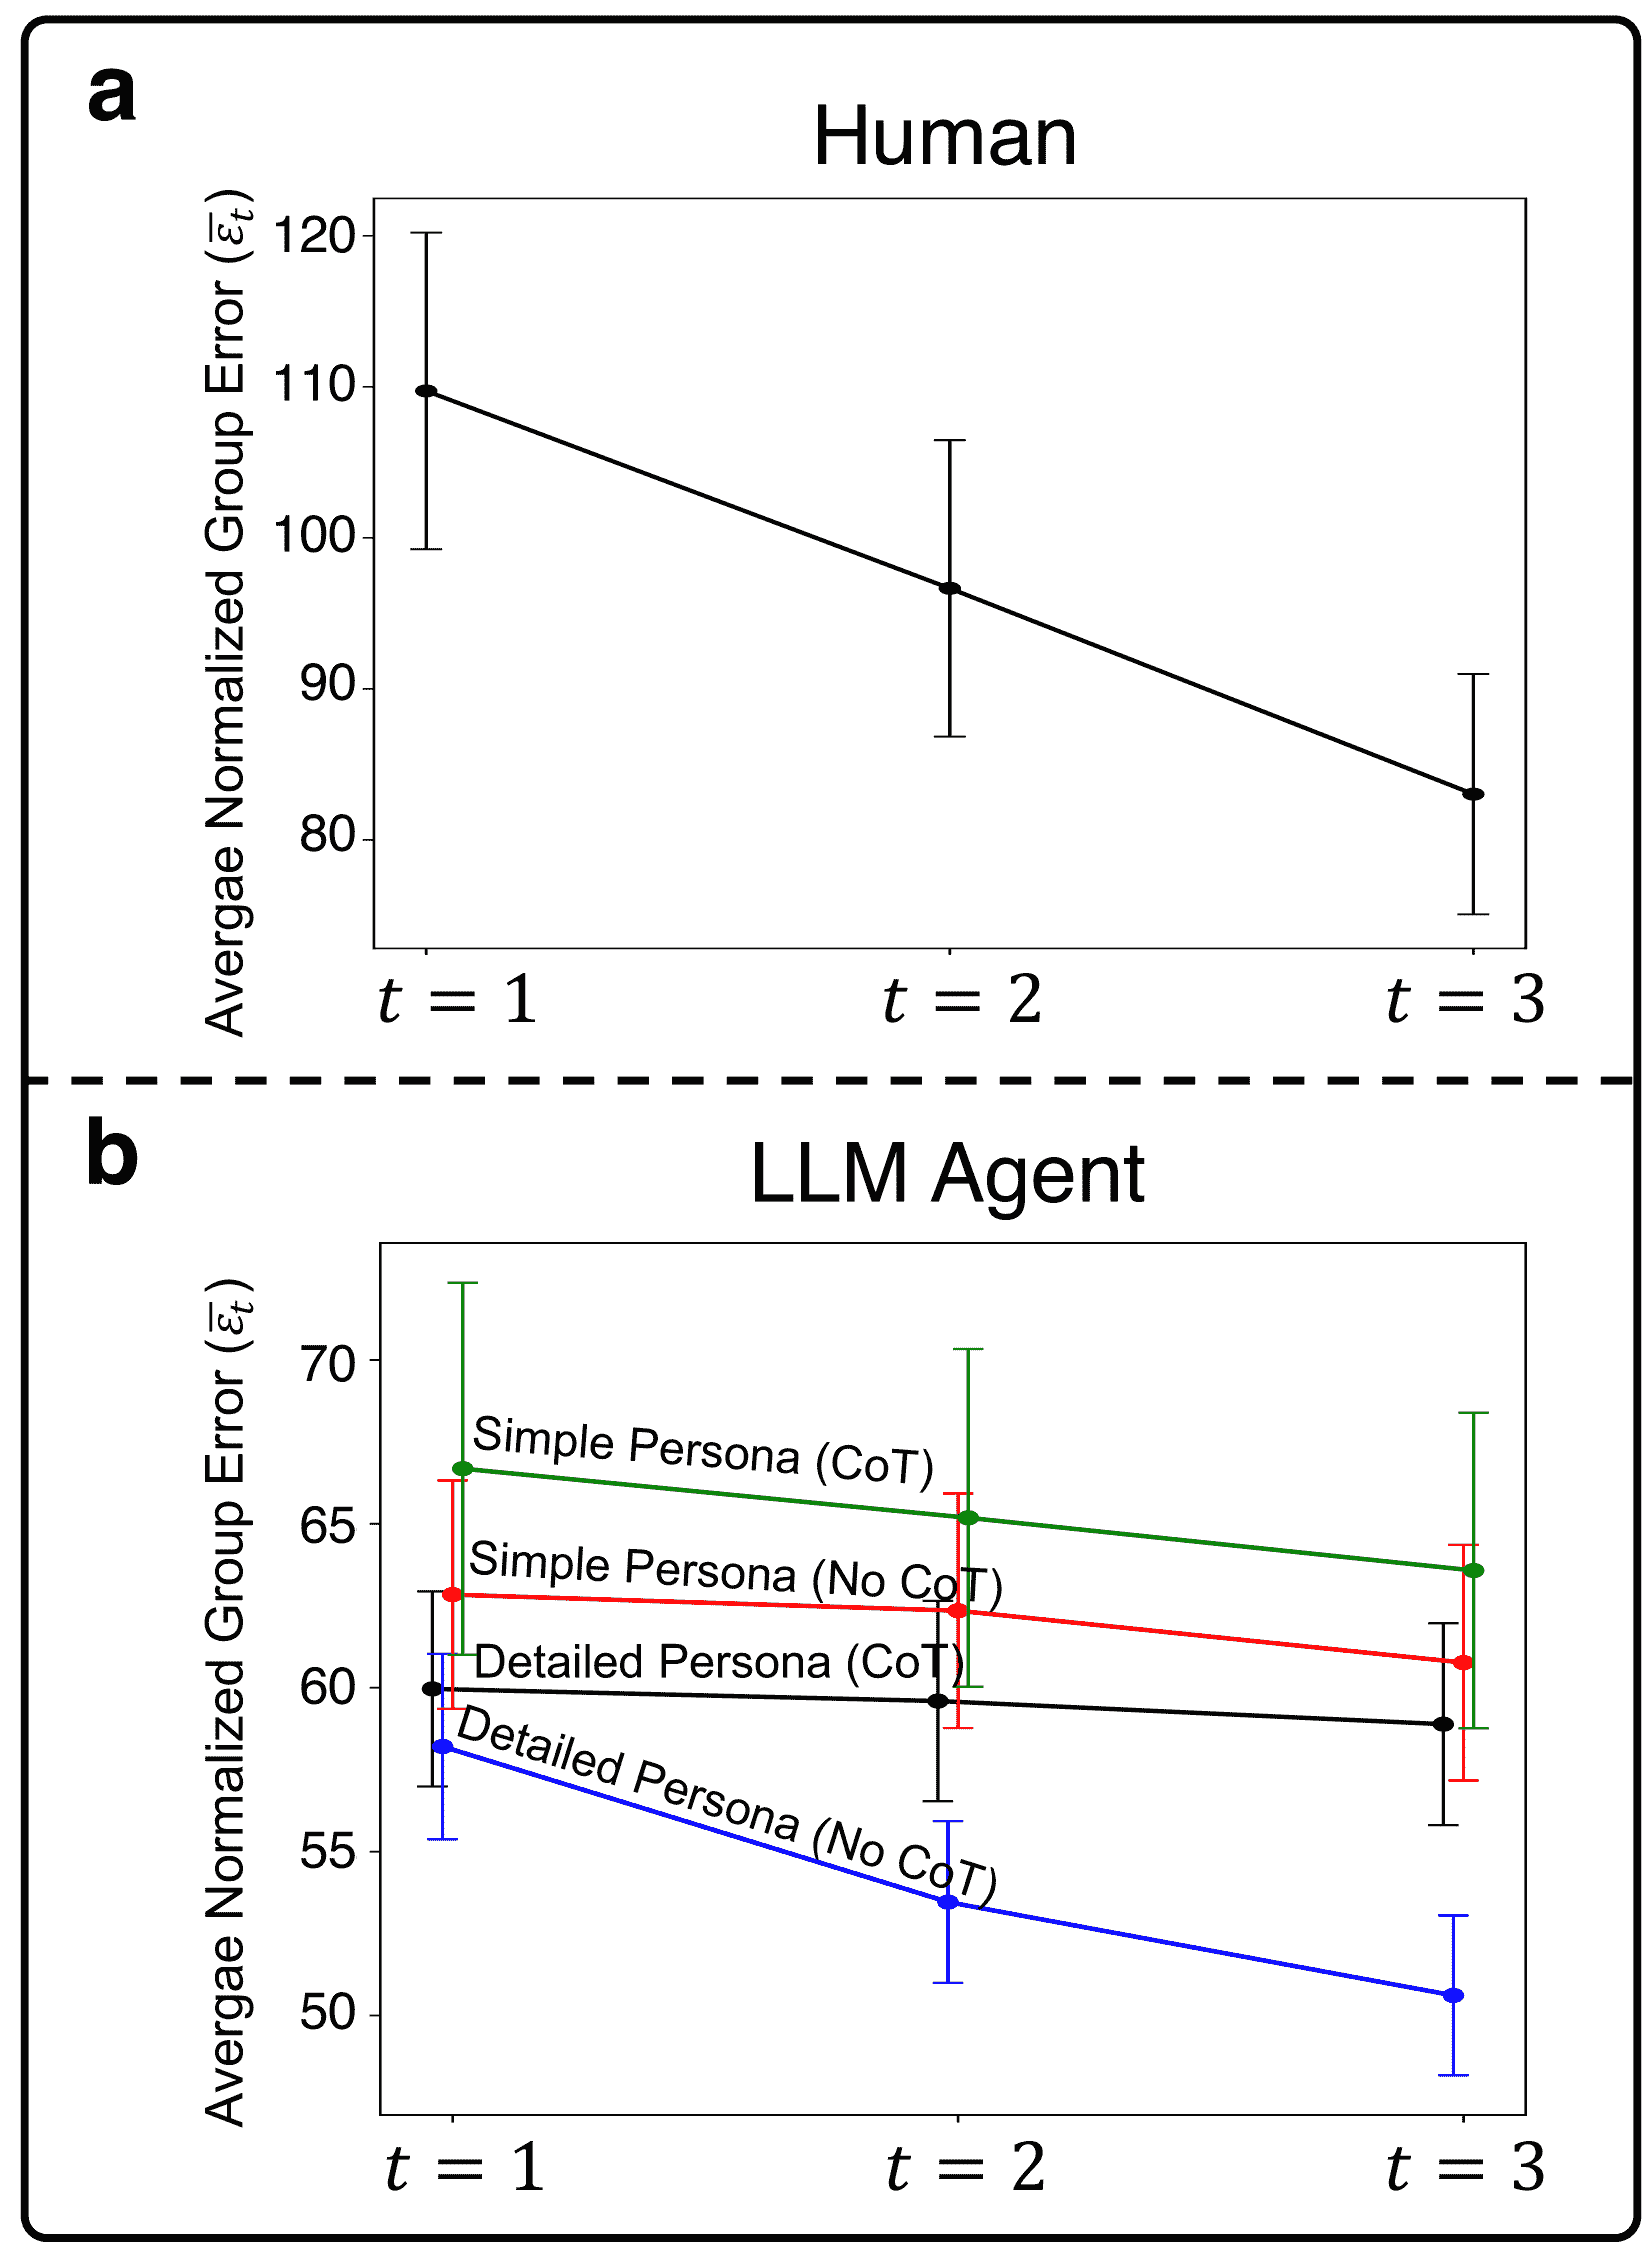 a
Human
Avergae Normalized Group Error (ε̅ₜ)
120
110
100
90
80
t = 1
t = 2
t = 3
b
LLM Agent
Avergae Normalized Group Error (ε̅ₜ)
70
65
60
55
50
Simple Persona (CoT)
Simple Persona (No CoT)
Detailed Persona (CoT)
Detailed Persona (No CoT)
t = 1
t = 2
t = 3